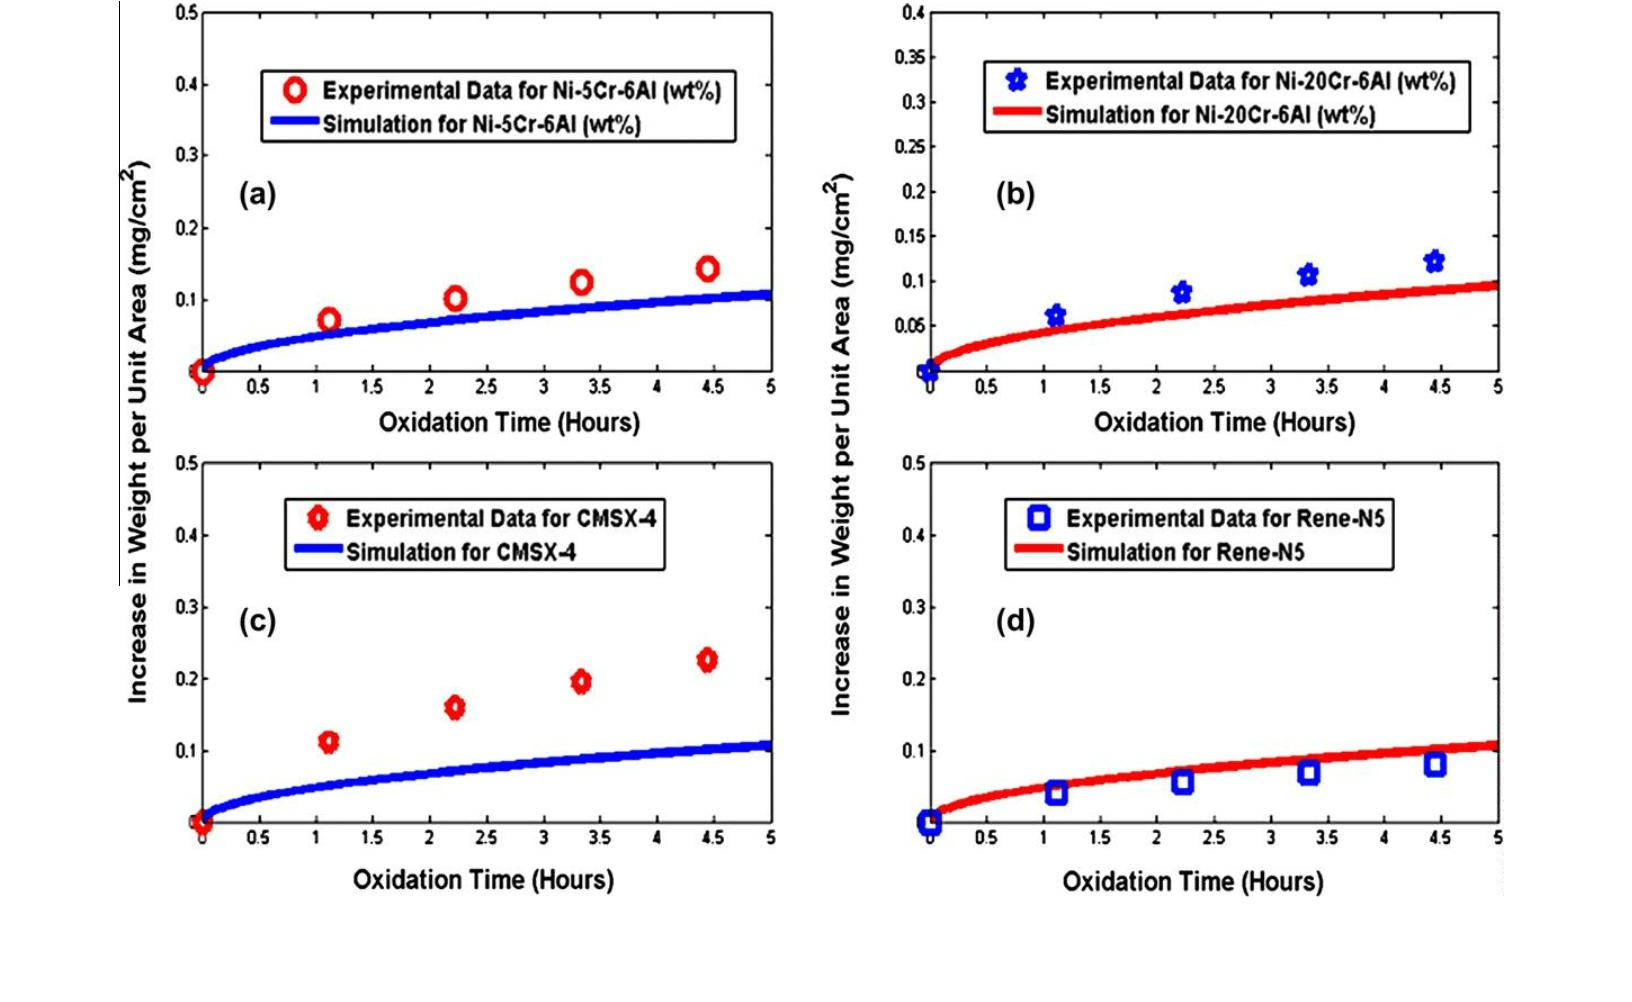 Increase in Weight per Unit Area (mg/cm2)
0.5
0.4
0.3
0.2
0.1
Experimental Data for Ni-5Cr-6Al (wt%)
Simulation for Ni-5Cr-6Al (wt%)
(a)
0 0.5 1 1.5 2 2.5 3 3.5 4 4.5 5
Oxidation Time (Hours)
Increase in Weight per Unit Area (mg/cm2)
0.4
0.35
0.3
0.25
0.2
0.15
0.1
0.05
Experimental Data for Ni-20Cr-6Al (wt%)
Simulation for Ni-20Cr-6Al (wt%)
(b)
0 0.5 1 1.5 2 2.5 3 3.5 4 4.5 5
Oxidation Time (Hours)
0.5
0.4
0.3
0.2
0.1
Experimental Data for CMSX-4
Simulation for CMSX-4
(c)
0 0.5 1 1.5 2 2.5 3 3.5 4 4.5 5
Oxidation Time (Hours)
0.5
0.4
0.3
0.2
0.1
Experimental Data for Rene-N5
Simulation for Rene-N5
(d)
0 0.5 1 1.5 2 2.5 3 3.5 4 4.5 5
Oxidation Time (Hours)